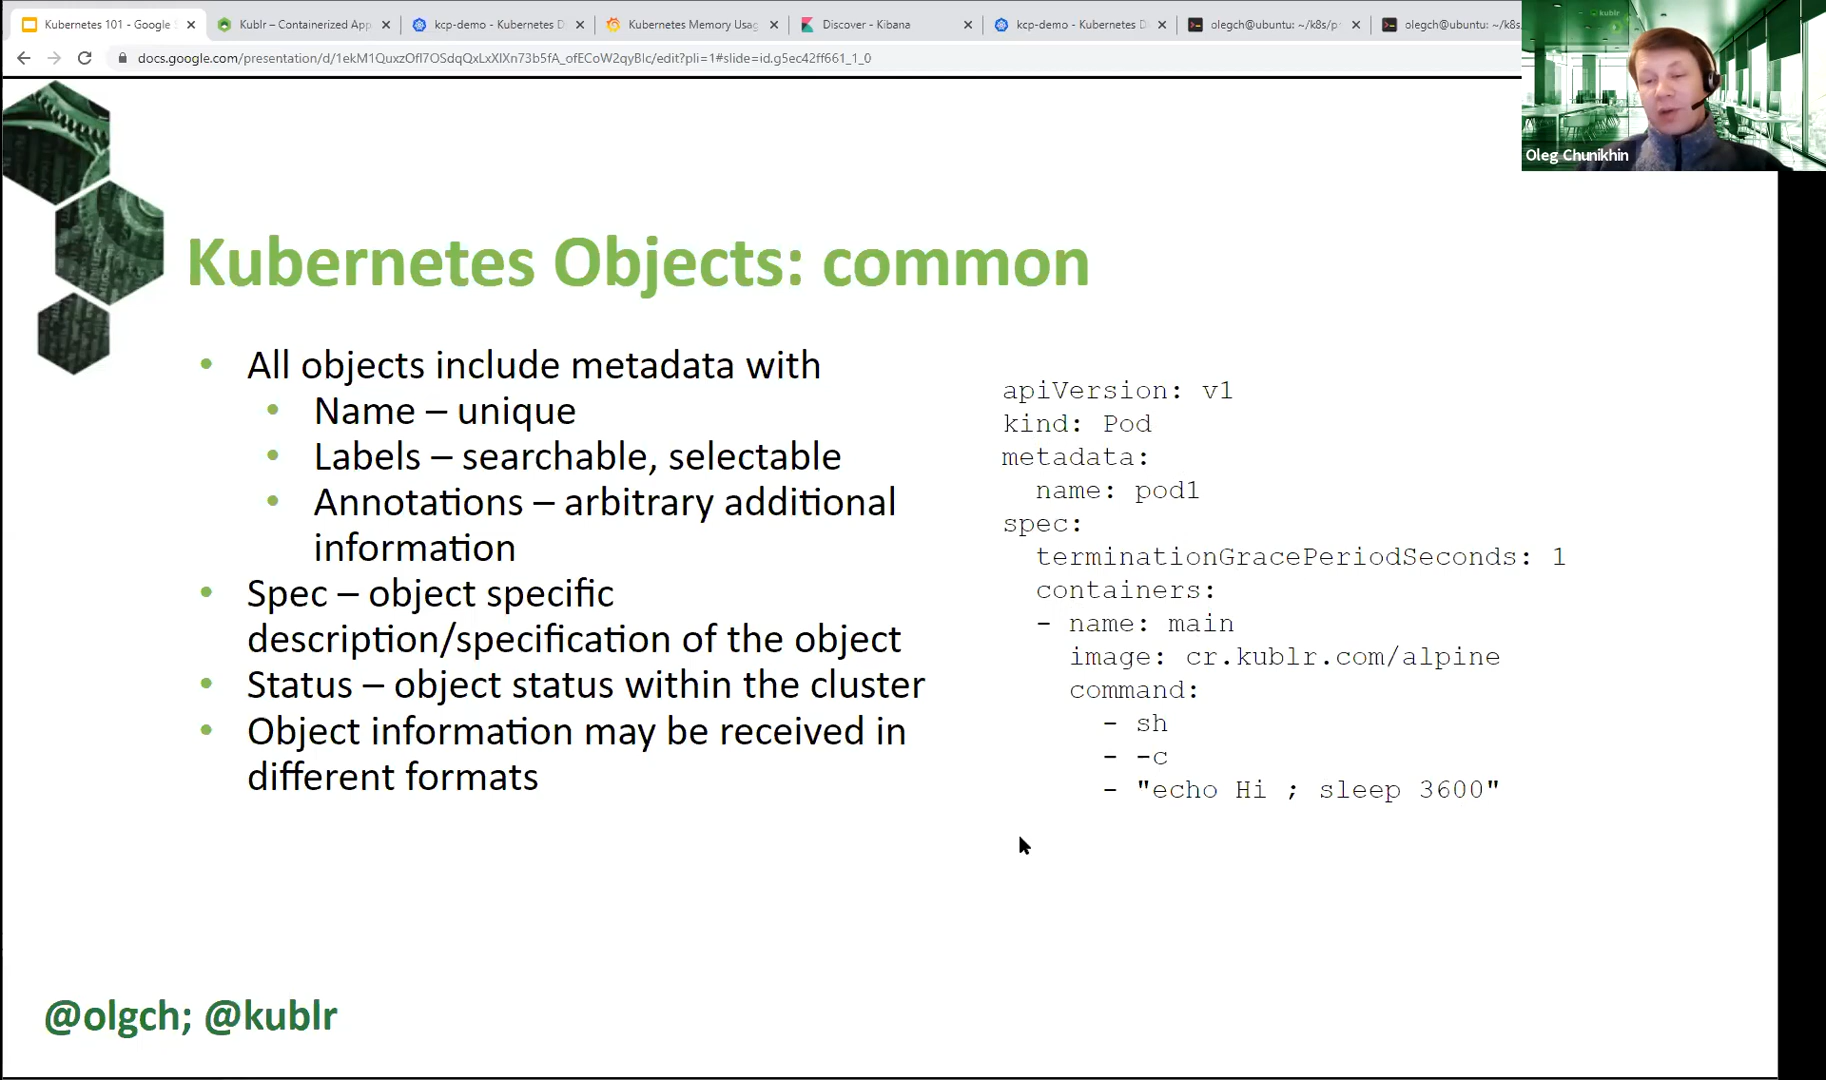 Kubernetes 101 - Google
Kublr – Containerized App
kcp-demo - Kubernetes D
Kubernetes Memory Usag
Discover - Kibana
kcp-demo - Kubernetes D
olegch@ubuntu: ~/k8s/p
olegch@ubuntu: ~/k8s,
docs.google.com/presentation/d/1ekM1QuxzOfl7OSdqQxLxXlXn73b5fA_ofECoW2qyBlc/edit?pli=1#slide=id.g5ec42ff661_1_0
kublr
Oleg Chunikhin
Kubernetes Objects: common
• All objects include metadata with
• Name – unique
• Labels – searchable, selectable
• Annotations – arbitrary additional
information
• Spec – object specific
description/specification of the object
• Status – object status within the cluster
• Object information may be received in
different formats
apiVersion: v1
kind: Pod
metadata:
  name: pod1
spec:
  terminationGracePeriodSeconds: 1
  containers:
  - name: main
    image: cr.kublr.com/alpine
    command:
      - sh
      - -c
      - "echo Hi ; sleep 3600"
@olgch; @kublr